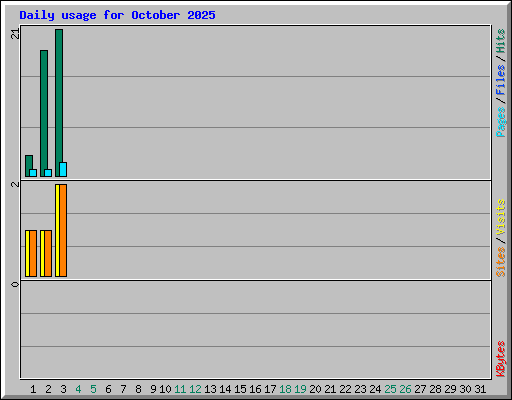 Daily usage for October 2025
21
2
0
Pages/Files/Hits
Sites/Visits
KBytes
1 2 3 4 5 6 7 8 9 10 11 12 13 14 15 16 17 18 19 20 21 22 23 24 25 26 27 28 29 30 31